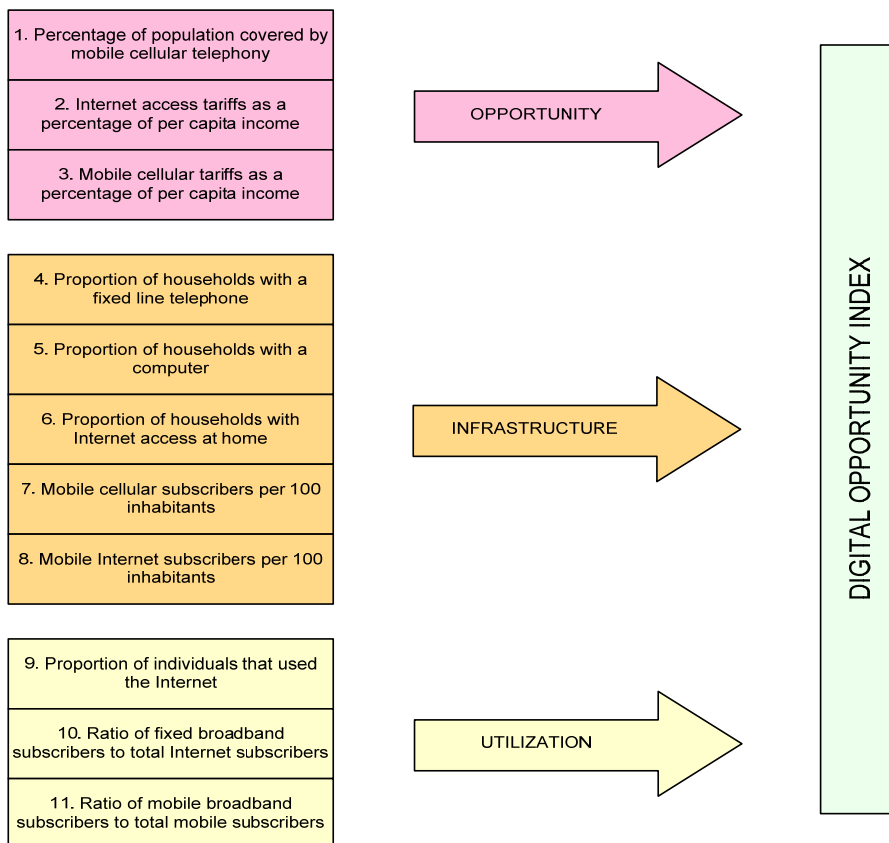 1. Percentage of population covered by
mobile cellular telephony
2. Internet access tariffs as a
percentage of per capita income
3. Mobile cellular tariffs as a
percentage of per capita income
OPPORTUNITY
4. Proportion of households with a
fixed line telephone
5. Proportion of households with a
computer
6. Proportion of households with
Internet access at home
7. Mobile cellular subscribers per 100
inhabitants
8. Mobile Internet subscribers per 100
inhabitants
INFRASTRUCTURE
9. Proportion of individuals that used
the Internet
10. Ratio of fixed broadband
subscribers to total Internet subscribers
11. Ratio of mobile broadband
subscribers to total mobile subscribers
UTILIZATION
DIGITAL OPPORTUNITY INDEX